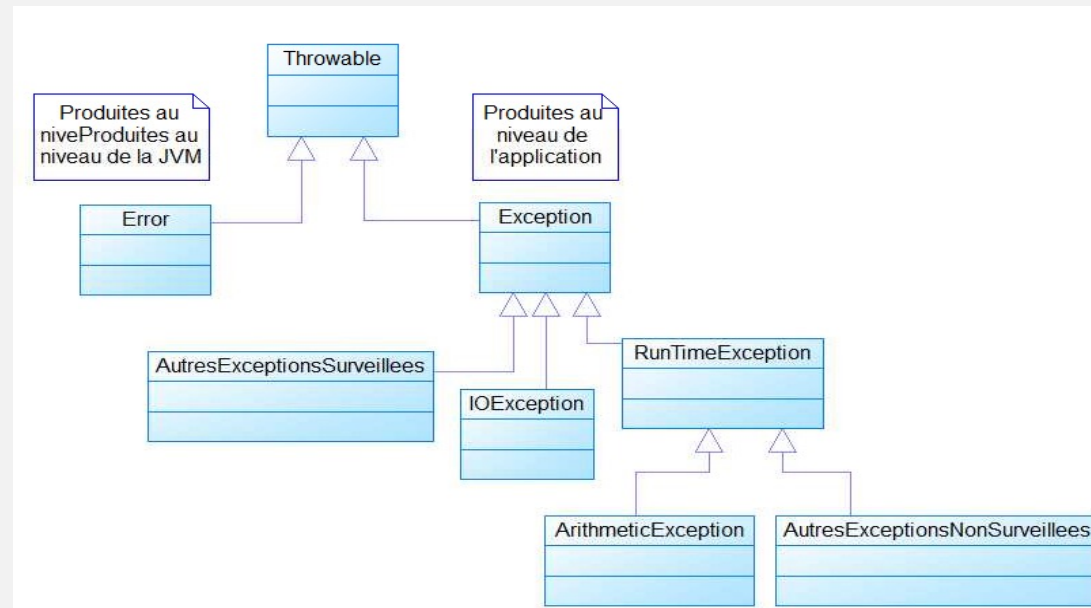 Throwable
Produites au
niveProduites au
niveau de la JVM
Produites au
niveau de
l'application
Error
Exception
AutresExceptionsSurveillees
IOException
RunTimeException
ArithmeticException
AutresExceptionsNonSurveillees